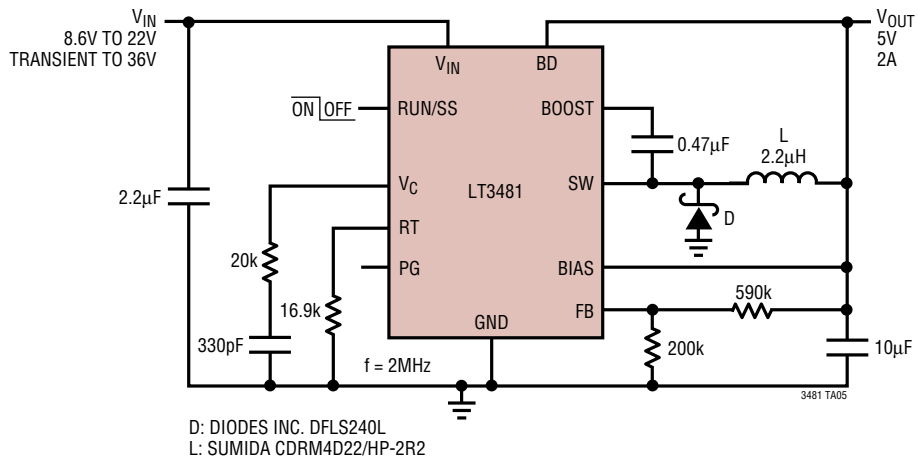 VIN
8.6V TO 22V
TRANSIENT TO 36V
VOUT
5V
2A
VIN
BD
ON OFF
RUN/SS
BOOST
0.47µF
L
2.2µH
VC
LT3481
SW
2.2µF
D
RT
20k
PG
BIAS
16.9k
590k
FB
GND
330pF
f = 2MHz
200k
10µF
3481 TA05
D: DIODES INC. DFLS240L
L: SUMIDA CDRM4D22/HP-2R2